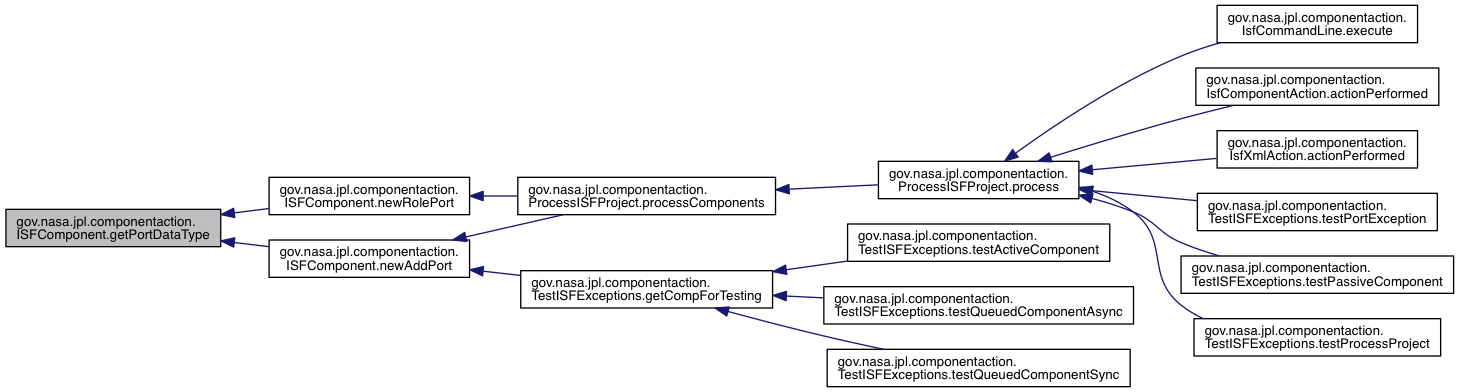 gov.nasa.jpl.componentaction.
ISFComponent.getPortDataType
gov.nasa.jpl.componentaction.
ISFComponent.newRolePort
gov.nasa.jpl.componentaction.
ISFComponent.newAddPort
gov.nasa.jpl.componentaction.
ProcessISFProject.processComponents
gov.nasa.jpl.componentaction.
TestISFExceptions.getCompForTesting
gov.nasa.jpl.componentaction.
ProcessISFProject.process
gov.nasa.jpl.componentaction.
TestISFExceptions.testActiveComponent
gov.nasa.jpl.componentaction.
TestISFExceptions.testQueuedComponentAsync
gov.nasa.jpl.componentaction.
TestISFExceptions.testQueuedComponentSync
gov.nasa.jpl.componentaction.
IsfCommandLine.execute
gov.nasa.jpl.componentaction.
IsfComponentAction.actionPerformed
gov.nasa.jpl.componentaction.
IsfXmlAction.actionPerformed
gov.nasa.jpl.componentaction.
TestISFExceptions.testPortException
gov.nasa.jpl.componentaction.
TestISFExceptions.testPassiveComponent
gov.nasa.jpl.componentaction.
TestISFExceptions.testProcessProject